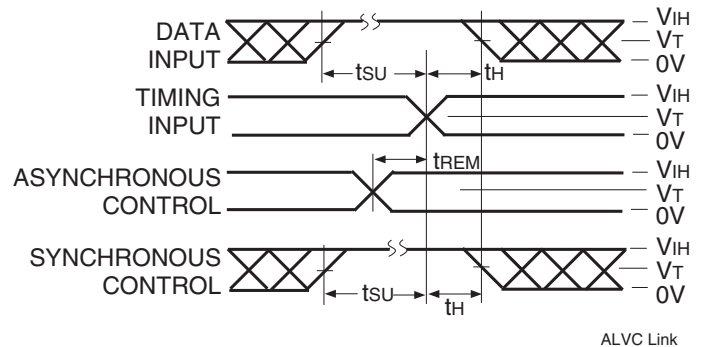 DATA
INPUT
VIH
VT
0V
tSU
tH
TIMING
INPUT
VIH
VT
0V
tREM
ASYNCHRONOUS
CONTROL
VIH
VT
0V
SYNCHRONOUS
CONTROL
VIH
VT
0V
tSU
tH
ALVC Link